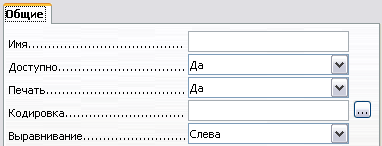 Общие
Имя
Доступно Да
Печать Да
Кодировка ...
Выравнивание Слева